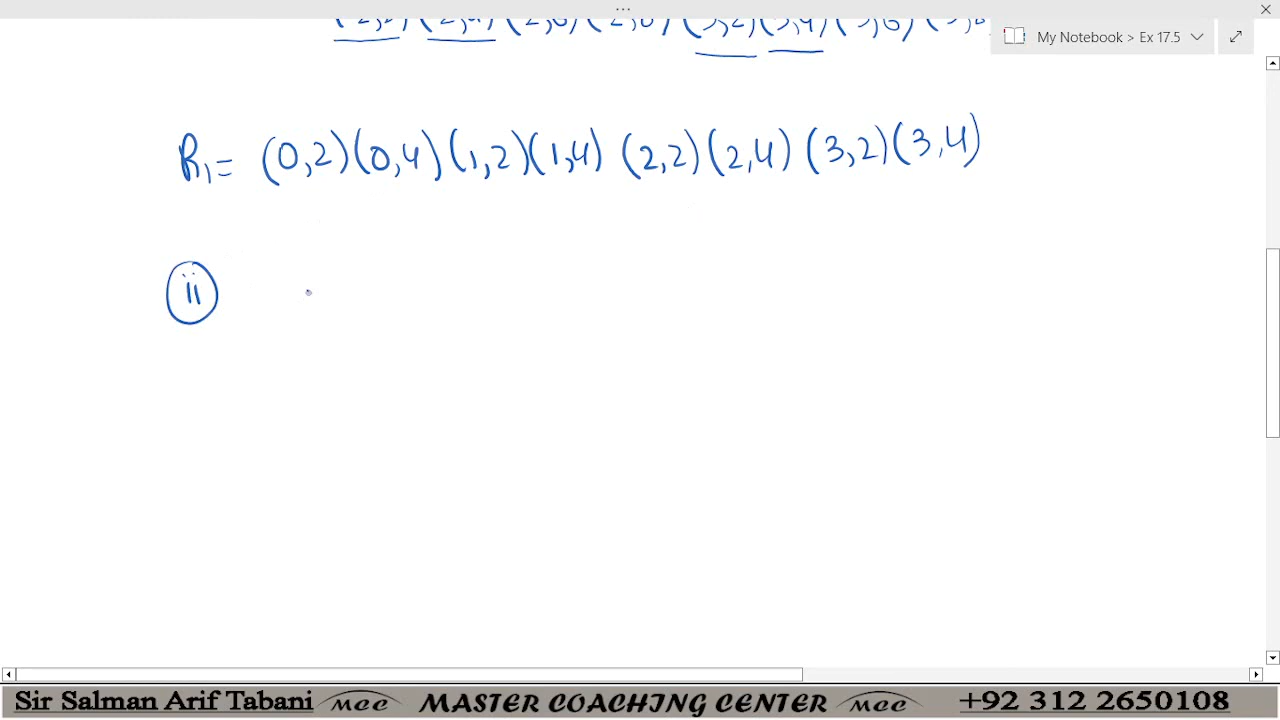 ...
My Notebook > Ex 17.5
R1= (0,2)(0,4)(1,2)(1,4) (2,2)(2,4) (3,2)(3,4)
ii
Sir Salman Arif Tabani MCC MASTER COACHING CENTER MCC +92 312 2650108